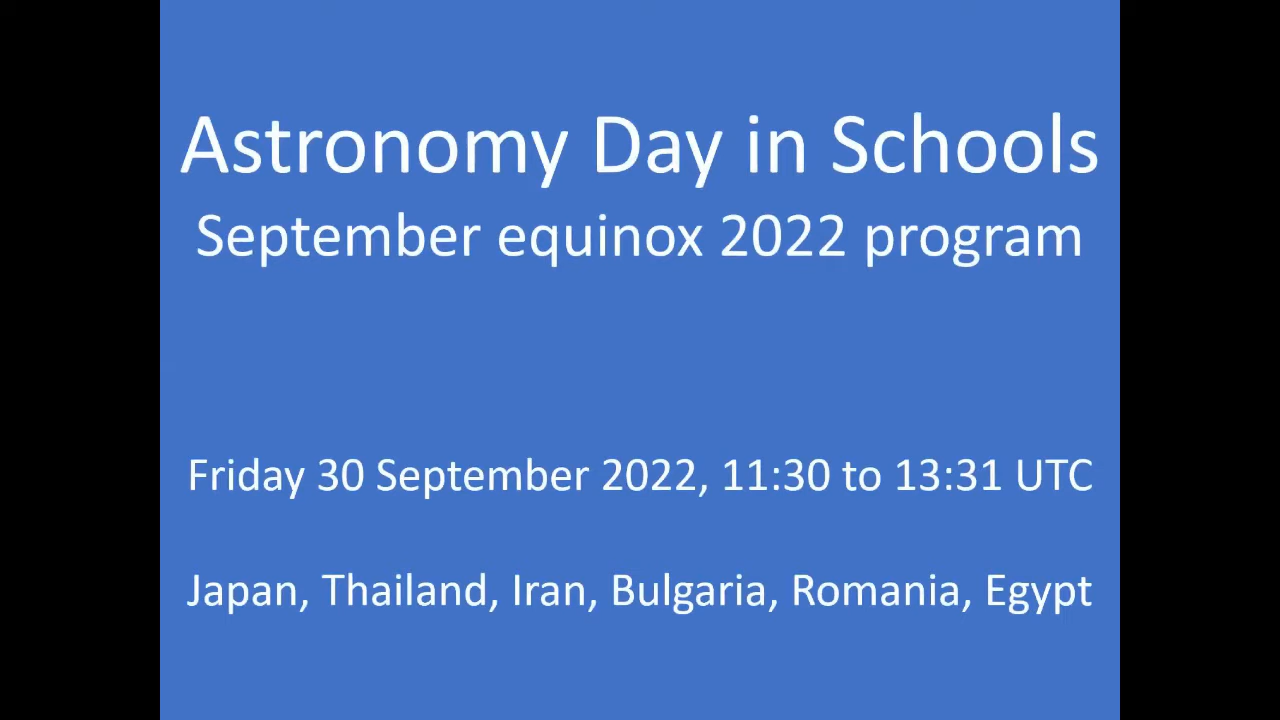 Astronomy Day in Schools
September equinox 2022 program
Friday 30 September 2022, 11:30 to 13:31 UTC
Japan, Thailand, Iran, Bulgaria, Romania, Egypt